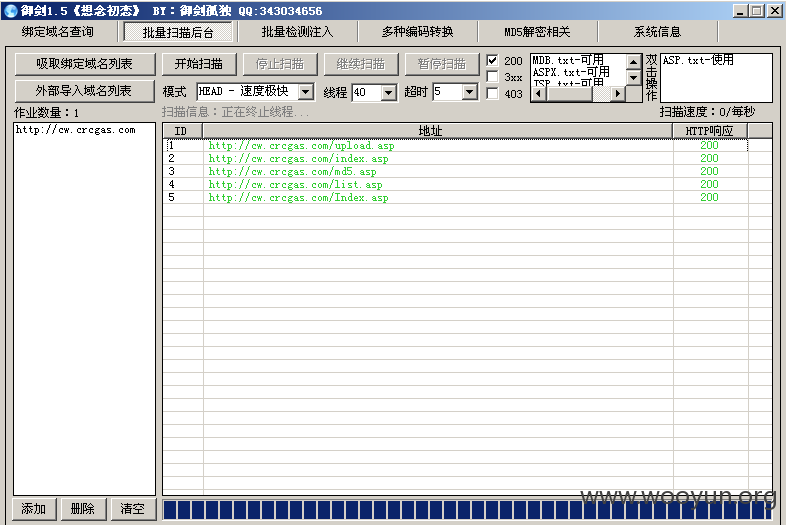 御剑1.5《想念初态》 BY：御剑孤独 QQ:343034656
绑定域名查询 批量扫描后台 批量检测注入 多种编码转换 MD5解密相关 系统信息
吸取绑定域名列表 开始扫描 停止扫描 继续扫描 暂停扫描
200
3xx
403
MDB.txt-可用
ASPX.txt-可用
JSP.txt-可用
双击操作
ASP.txt-使用
外部导入域名列表 模式 HEAD - 速度极快 线程 40 超时 5
作业数量：1 扫描信息：正在终止线程... 扫描速度：0/每秒
http://cw.crcgas.com
ID 地址 HTTP响应
1 http://cw.crcgas.com/upload.asp 200
2 http://cw.crcgas.com/index.asp 200
3 http://cw.crcgas.com/md5.asp 200
4 http://cw.crcgas.com/list.asp 200
5 http://cw.crcgas.com/Index.asp 200
添加 删除 清空
www.wooyun.org